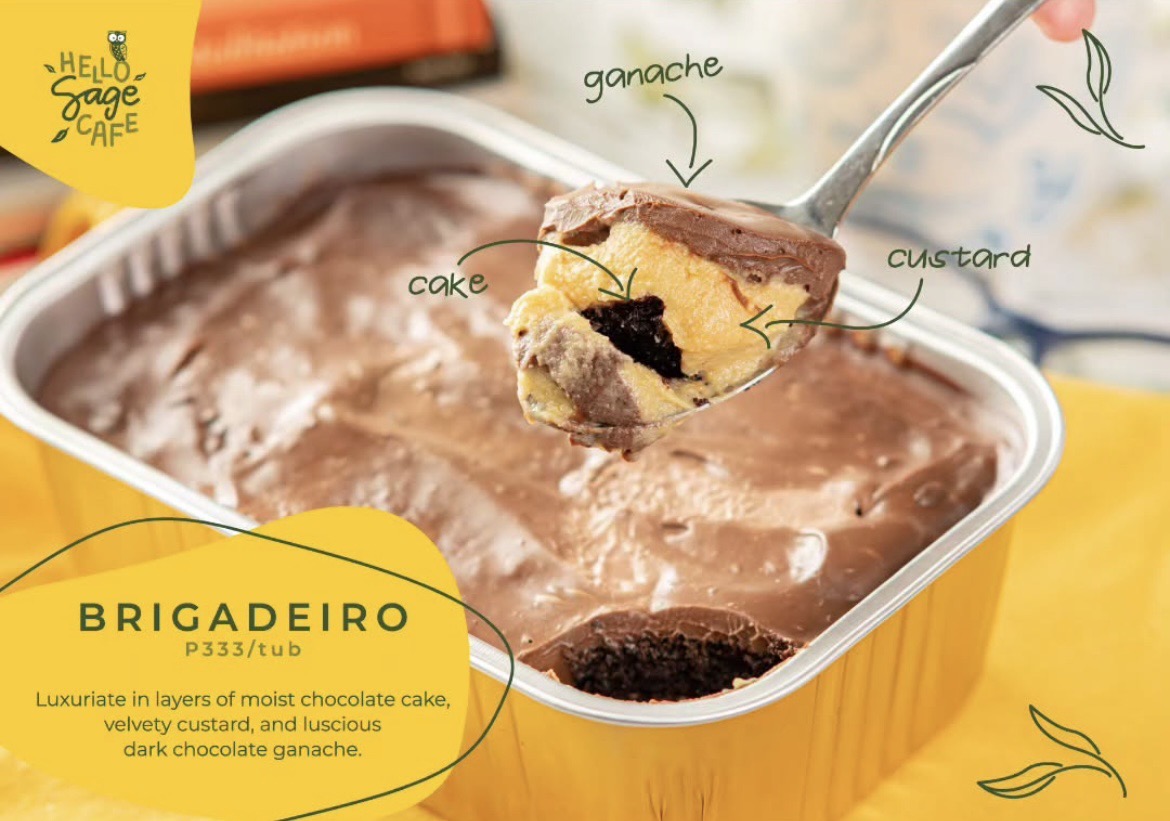 HELLO
Sage
CAFE
ganache
cake
custard
BRIGADEIRO
P333/tub
Luxuriate in layers of moist chocolate cake,
velvety custard, and luscious
dark chocolate ganache.